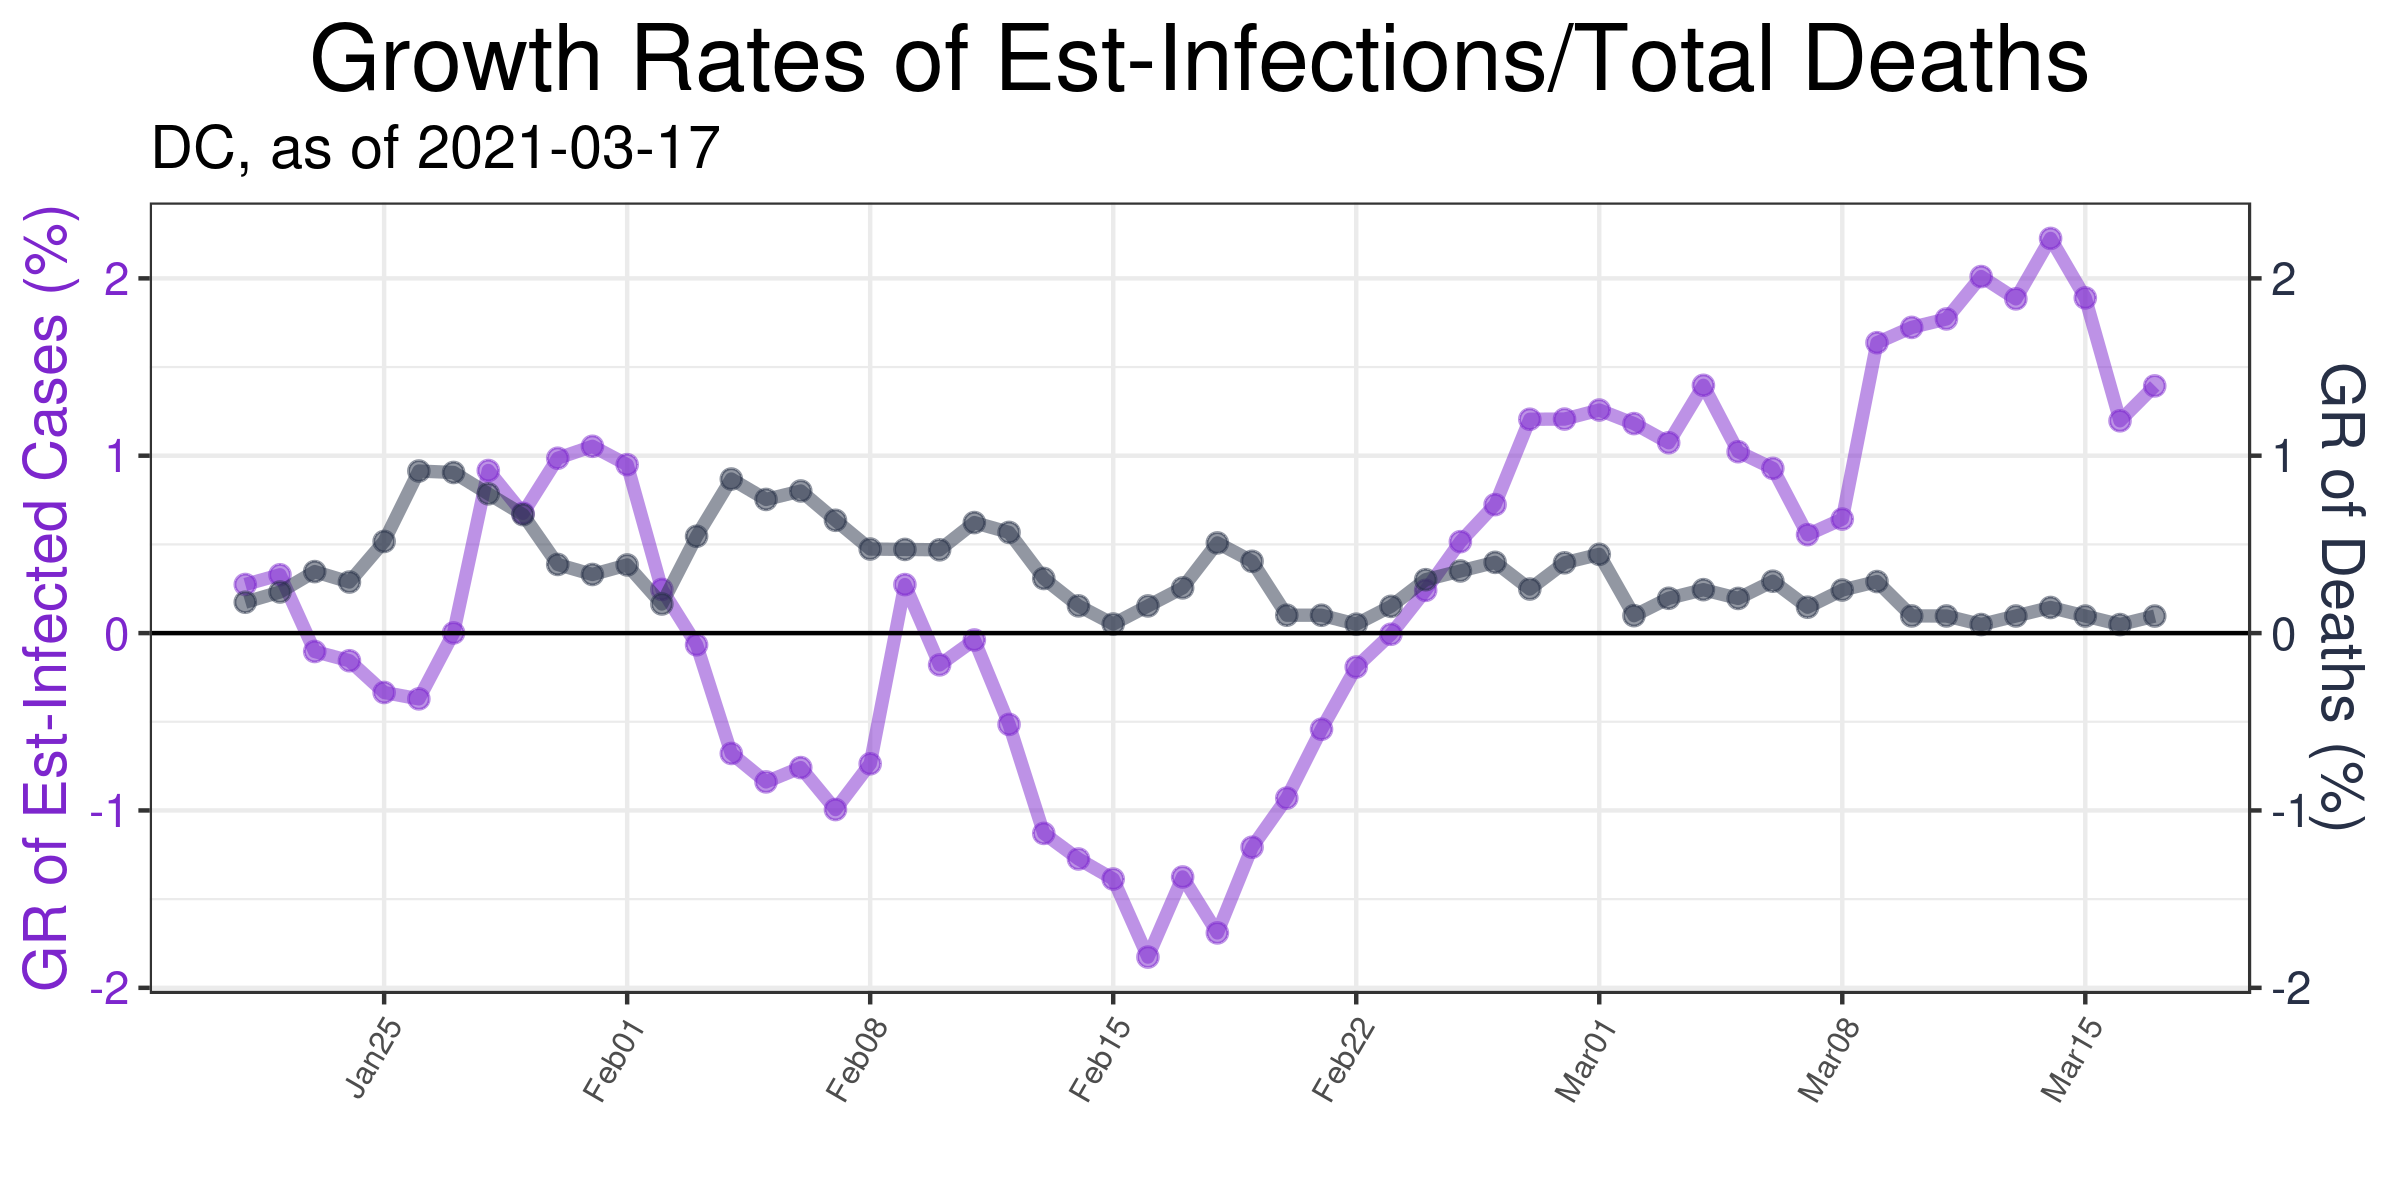 Growth Rates of Est-Infections/Total Deaths
DC, as of 2021-03-17
GR of Est-Infected Cases (%)
2
1
0
-1
-2
2
1
0
-1
-2
GR of Deaths (%)
Jan25
Feb01
Feb08
Feb15
Feb22
Mar01
Mar08
Mar15